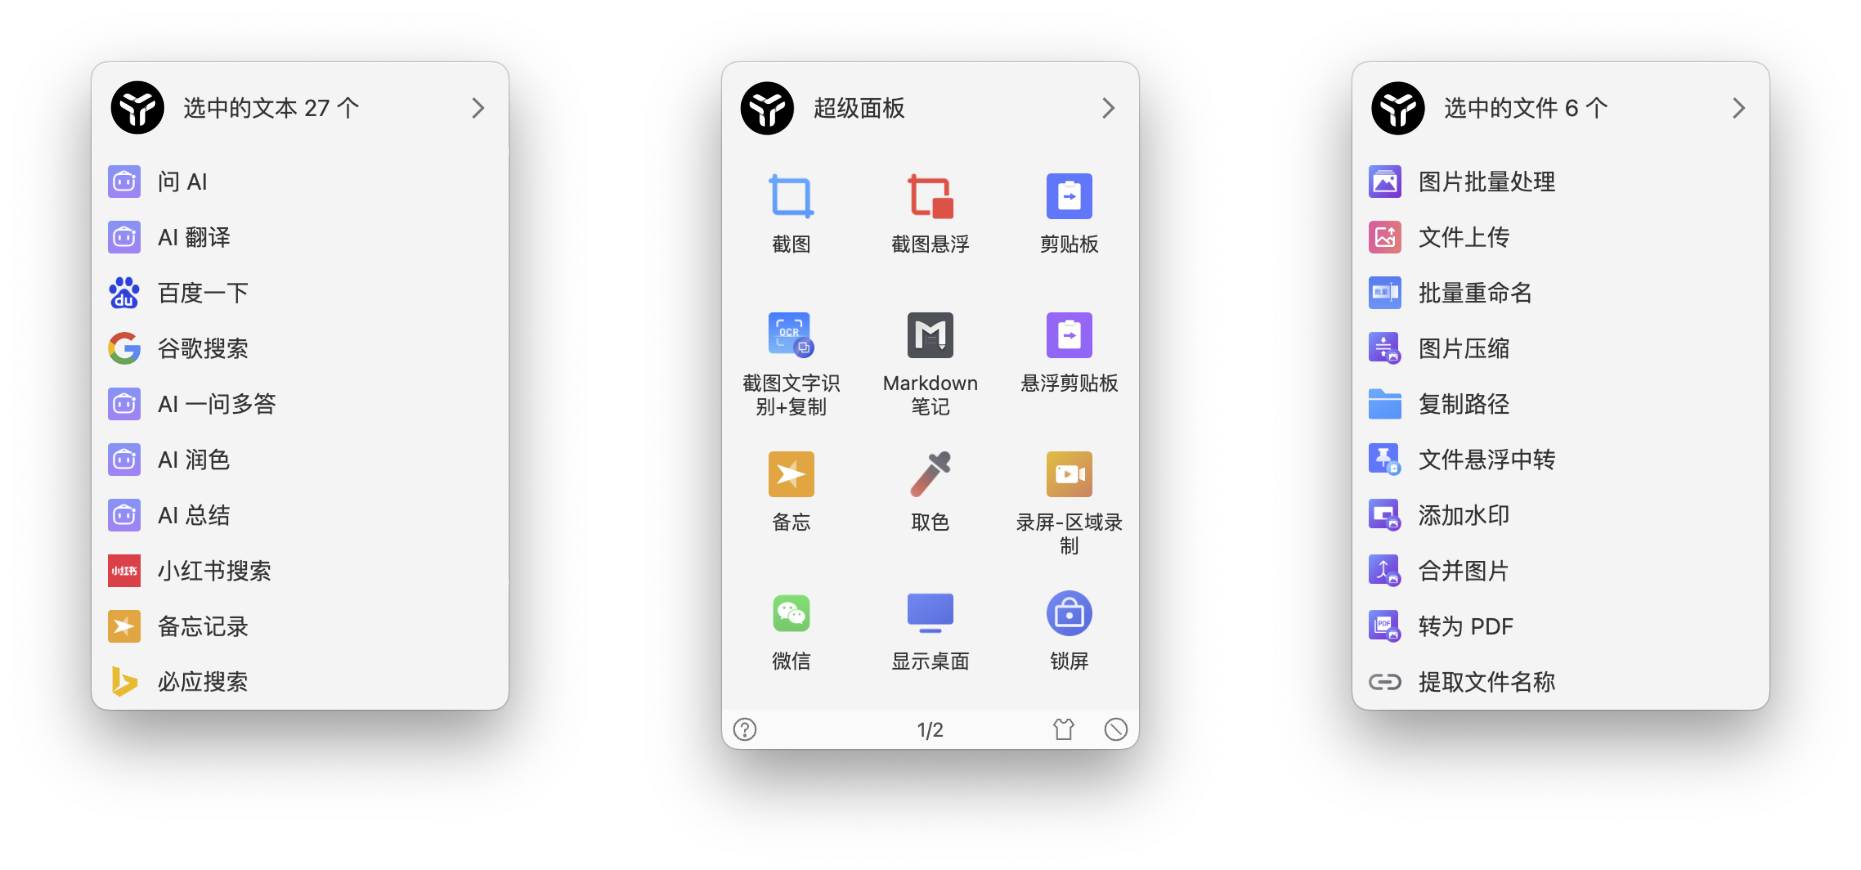 选中的文本 27 个
问 AI
AI 翻译
du
百度一下
谷歌搜索
AI 一问多答
AI 润色
AI 总结
小红书
小红书搜索
备忘记录
必应搜索
超级面板
截图
截图悬浮
剪贴板
OCR
截图文字识
别+复制
Markdown
笔记
悬浮剪贴板
备忘
取色
录屏-区域录
制
微信
显示桌面
锁屏
1/2
选中的文件 6 个
图片批量处理
文件上传
批量重命名
图片压缩
复制路径
文件悬浮中转
添加水印
合并图片
PDF
转为 PDF
提取文件名称